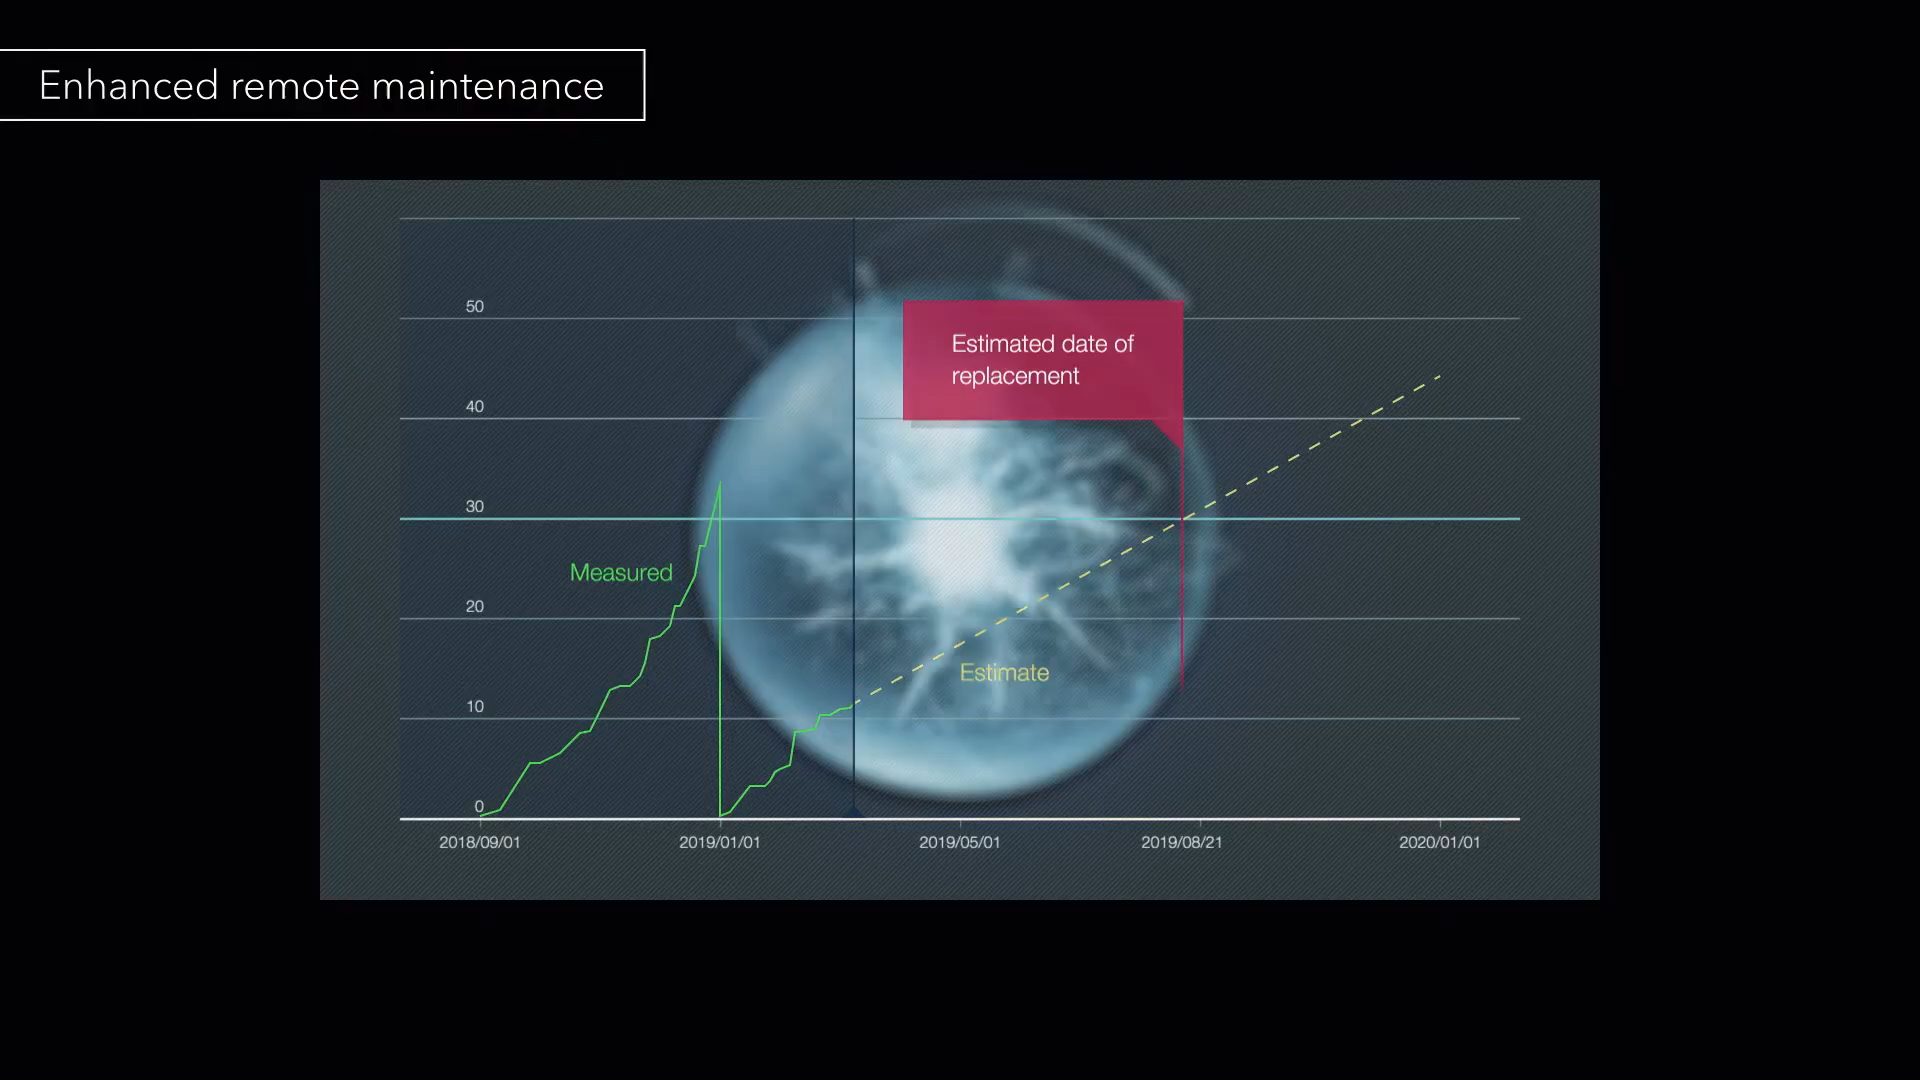 Enhanced remote maintenance
50
Estimated date of
replacement
40
30
Measured
20
Estimate
10
0
2018/09/01
2019/01/01
2019/05/01
2019/08/21
2020/01/01